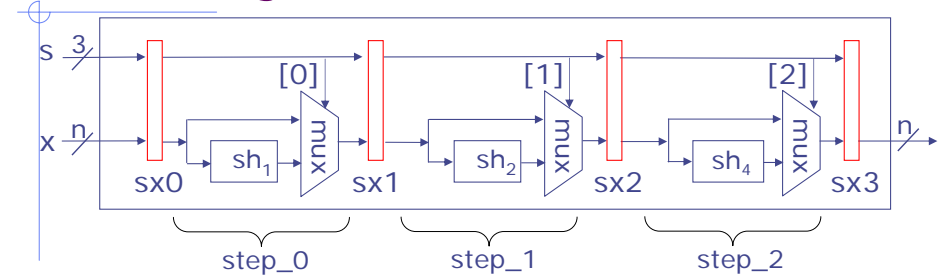 s 3
[0] [1] [2]
x n mux mux mux n
sh1 sh2 sh4
sx0 sx1 sx2 sx3
step_0 step_1 step_2